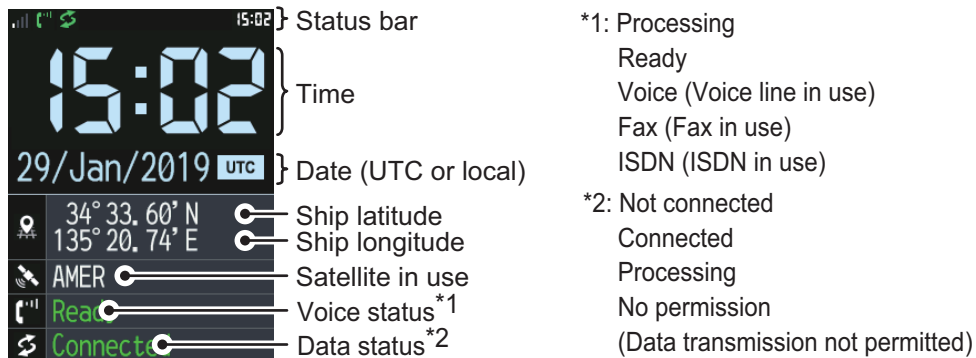 15:02
Status bar
15:02
Time
29/Jan/2019 UTC
Date (UTC or local)
34°33.60' N
Ship latitude
135°20.74' E
Ship longitude
AMER
Satellite in use
Ready
Voice status*1
Connected
Data status*2
*1: Processing
Ready
Voice (Voice line in use)
Fax (Fax in use)
ISDN (ISDN in use)
*2: Not connected
Connected
Processing
No permission
(Data transmission not permitted)